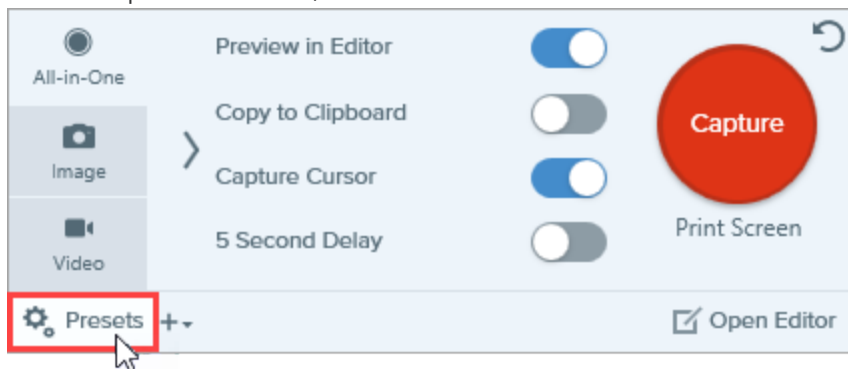 All-in-One
Image
Video
Preview in Editor
Copy to Clipboard
Capture Cursor
5 Second Delay
Capture
Print Screen
Presets
Open Editor